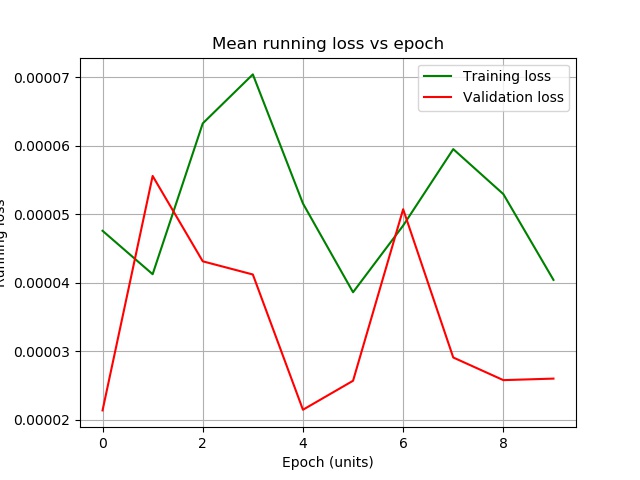 Mean running loss vs epoch
Training loss
Validation loss
0.00007
0.00006
0.00005
0.00004
0.00003
0.00002
Running loss
0
2
4
6
8
Epoch (units)